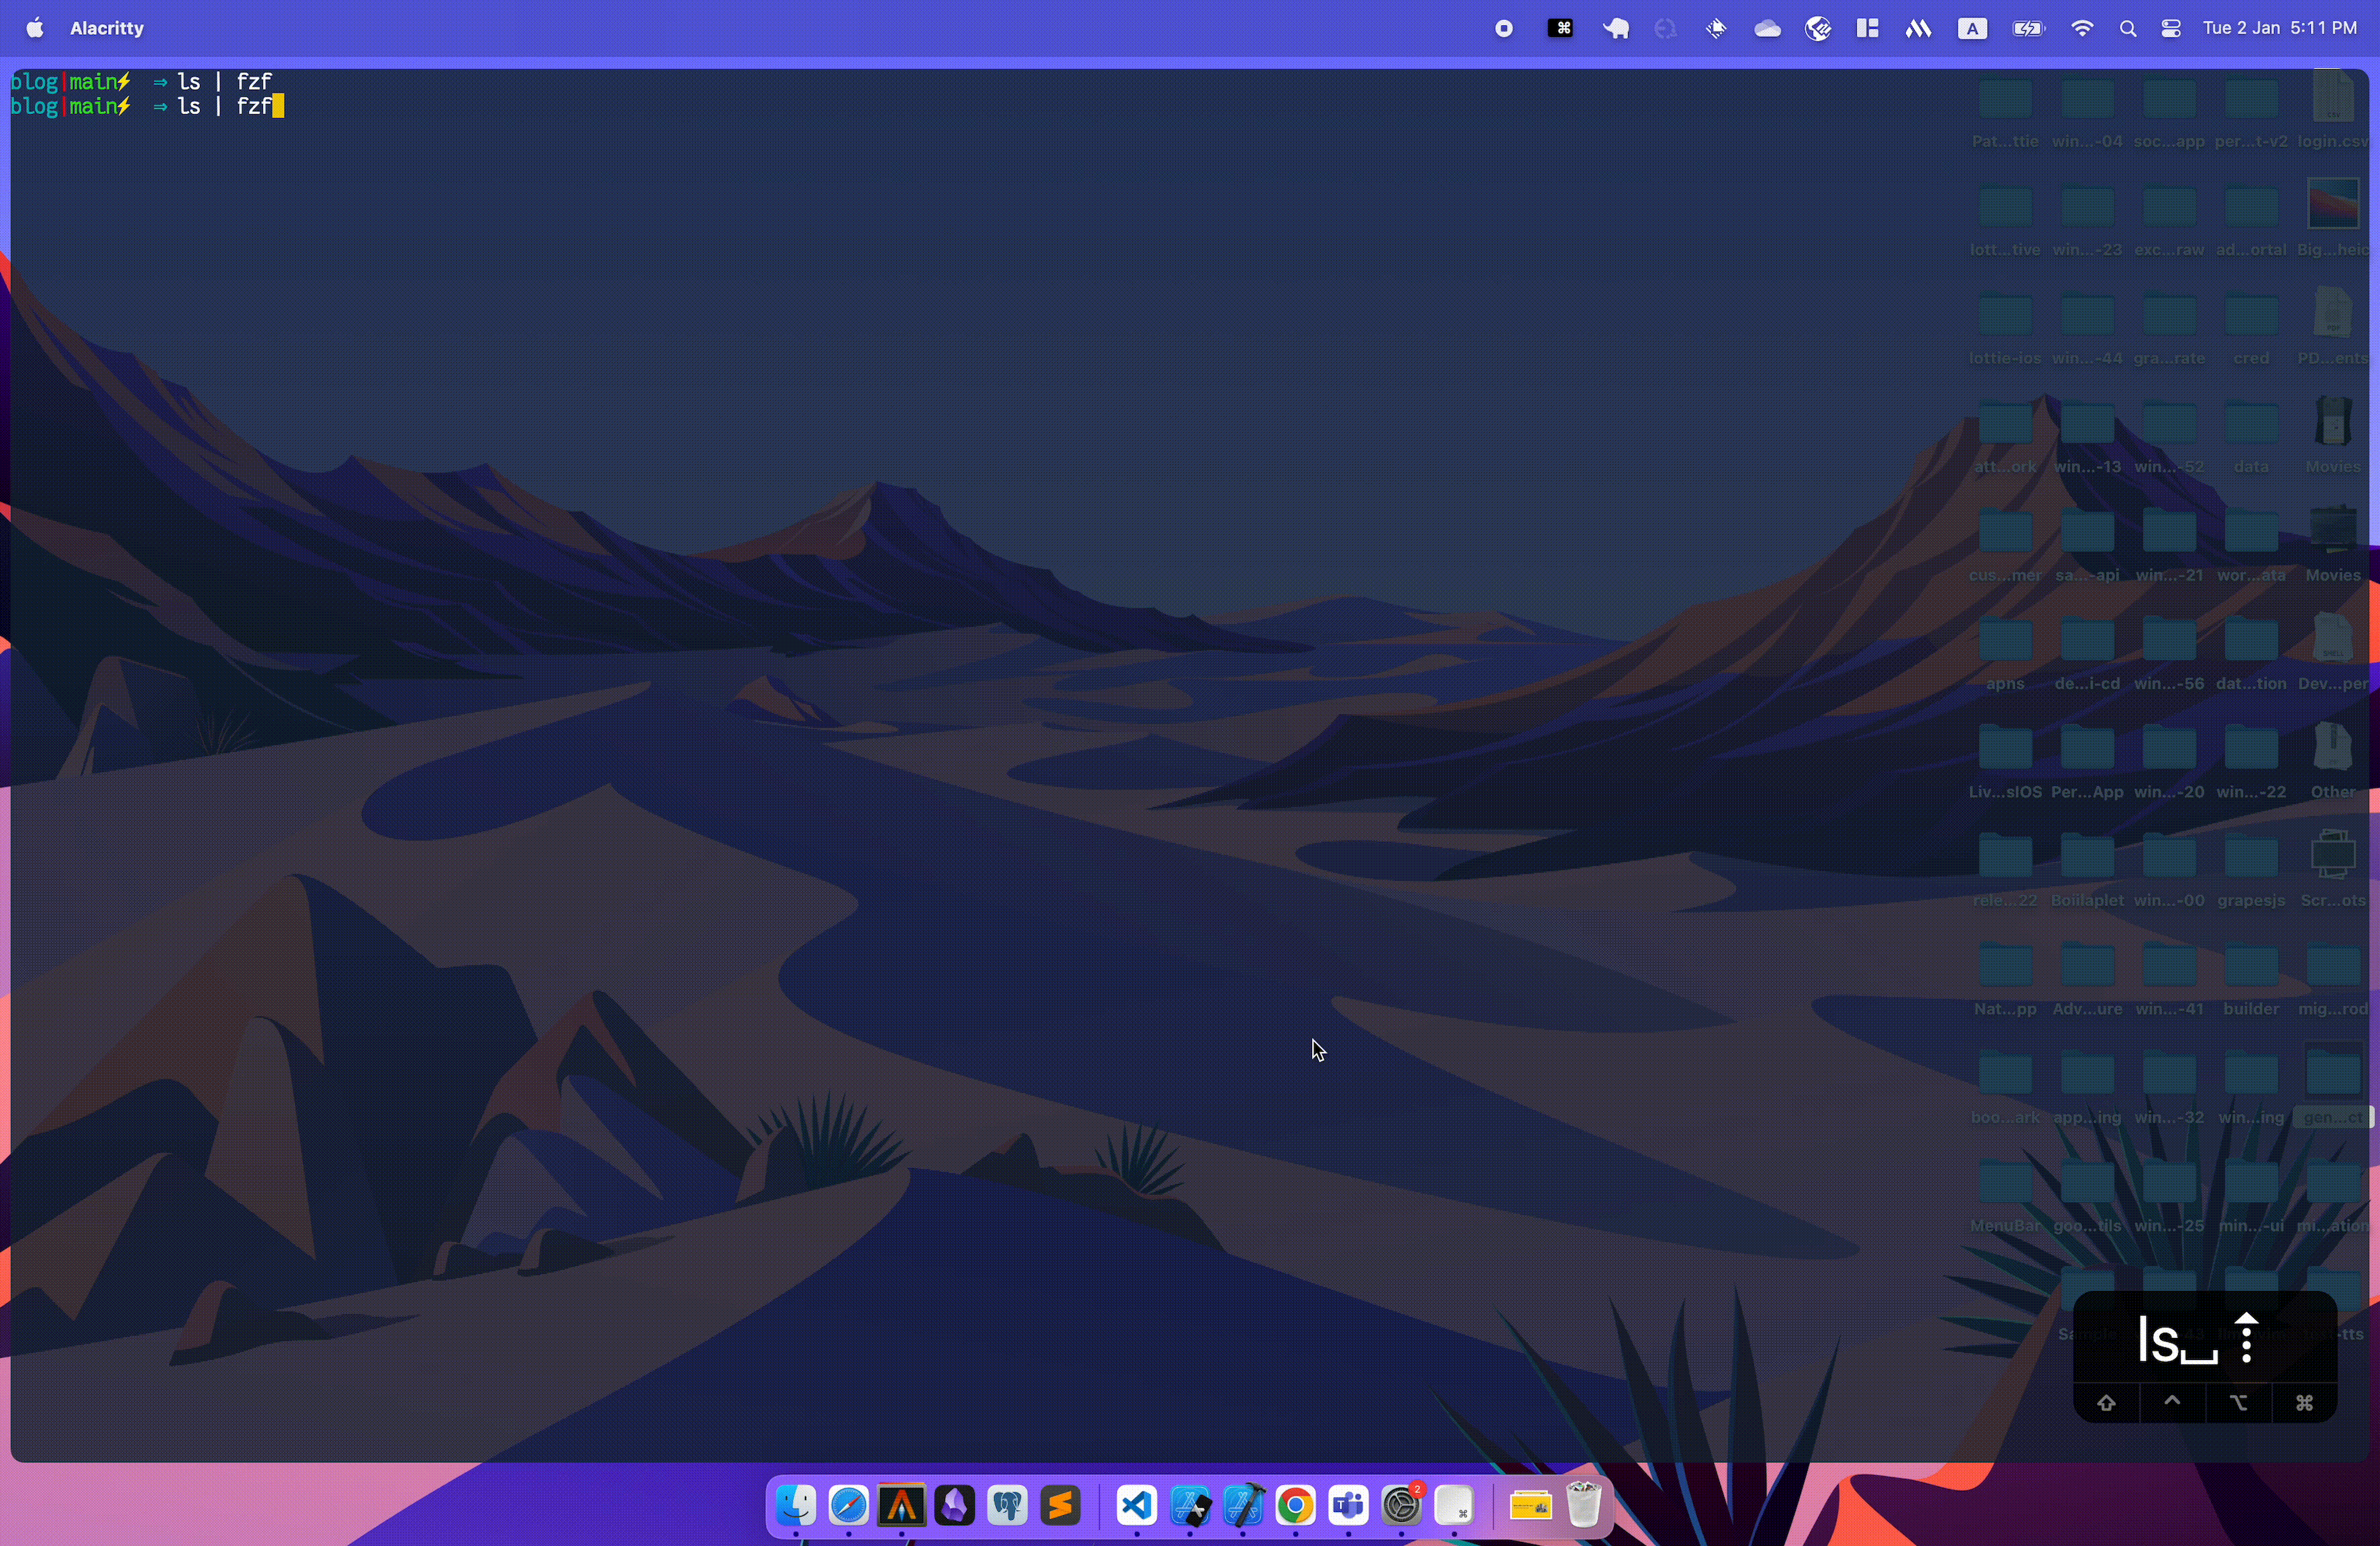 Alacritty
A
Tue 2 Jan 5:11 PM
blog|main⚡ ⇒ ls | fzf
blog|main⚡ ⇒ ls | fzf
Pat...ttie win...-04 soc...app per...t-v2 login.csv
lott...tive win...-23 exc...raw ad...ortal Big...heic
lottie-ios win...-44 gra...rate cred PD...ents
att...ork win...-13 win...-52 data Movies
cus...mer sa...-api win...-21 wor...ata Movies
apns de...i-cd win...-56 dat...tion Dev...per
Liv...sIOS Per...App win...-20 win...-22 Other
rele...22 Boiilaplet win...-00 grapesjs Scr...ots
Nat...pp Adv...ure win...-41 builder mig...rod
boo...ark app...ing win...-32 win...ing gen...ct
MenuBar goo...tils win...-25 min...-ui mi...ation
ls␣⇡
⇧ ^ ⌥ ⌘
2